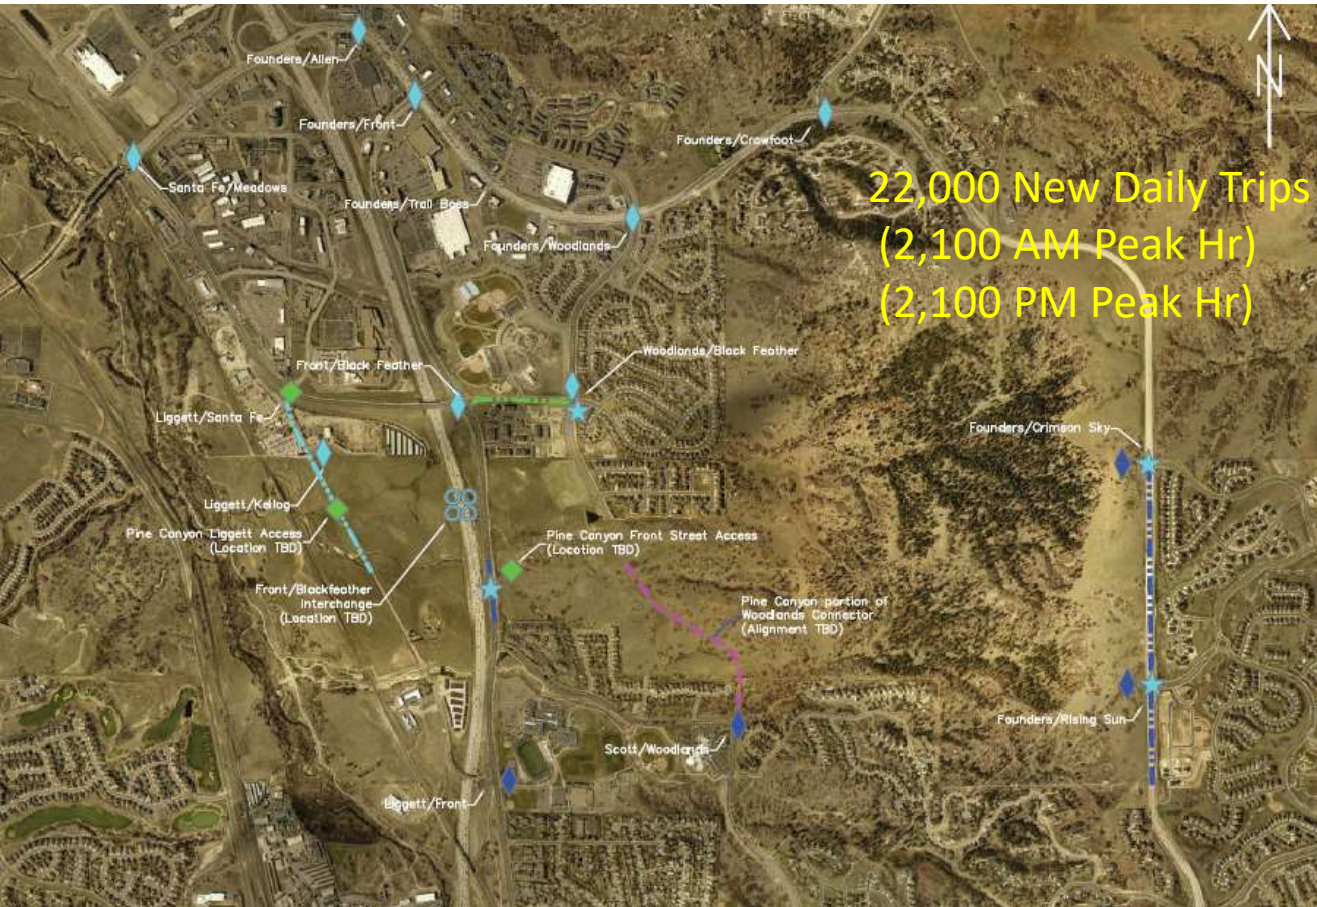 Founders/Allen
N
Founders/Front
Founders/Crowfoot
Santa Fe/Meadows
22,000 New Daily Trips
(2,100 AM Peak Hr)
(2,100 PM Peak Hr)
Founders/Trail Boss
Founders/Woodlands
Woodlands/Black Feather
Front/Black Feather
Liggett/Santa Fe
Founders/Crimson Sky
Liggett/Kellog
Pine Canyon Liggett Access
(Location TBD)
Pine Canyon Front Street Access
(Location TBD)
Front/Blackfeather
Interchange
(Location TBD)
Pine Canyon portion of
Woodlands Connector
(Alignment TBD)
Founders/Rising Sun
Scott/Woodlands
Liggett/Front